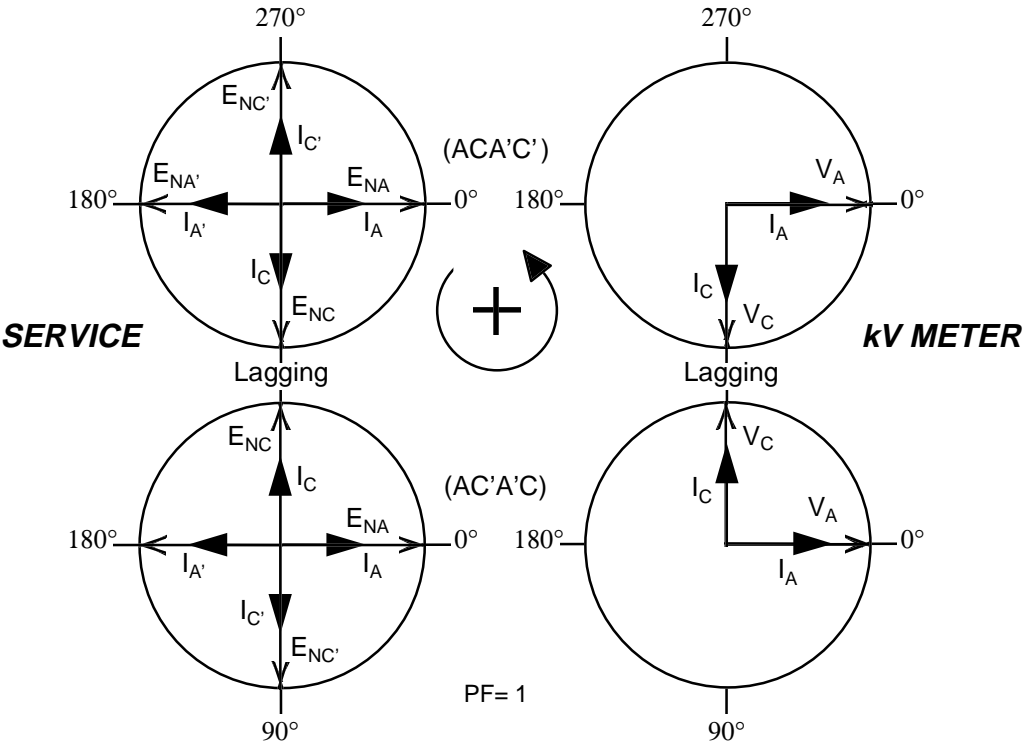 270° 270°
E_NC'
I_C' (ACA'C')
E_NA' E_NA V_A
180° 0° 180° 0°
I_A' I_A I_A
I_C I_C
E_NC + V_C
SERVICE kV METER
Lagging Lagging
E_NC V_C
I_C (AC'A'C) I_C
E_NA V_A
180° 0° 180° 0°
I_A' I_A I_A
I_C'
E_NC'
PF= 1
90° 90°